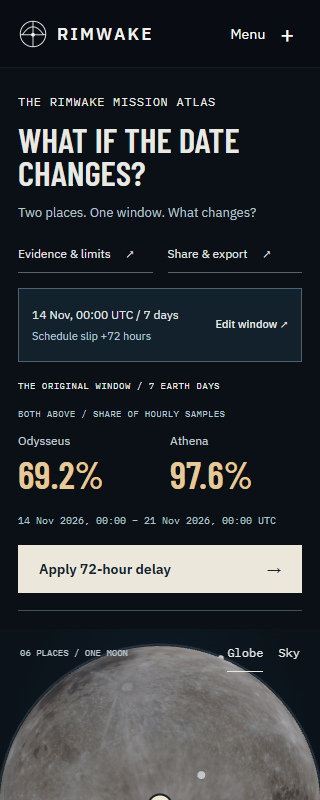 RIMWAKE
Menu +
THE RIMWAKE MISSION ATLAS
WHAT IF THE DATE
CHANGES?
Two places. One window. What changes?
Evidence & limits ↗ Share & export ↗
14 Nov, 00:00 UTC / 7 days
Schedule slip +72 hours
Edit window ↗
THE ORIGINAL WINDOW / 7 EARTH DAYS
BOTH ABOVE / SHARE OF HOURLY SAMPLES
Odysseus Athena
69.2% 97.6%
14 Nov 2026, 00:00 – 21 Nov 2026, 00:00 UTC
Apply 72-hour delay →
06 PLACES / ONE MOON
Globe Sky